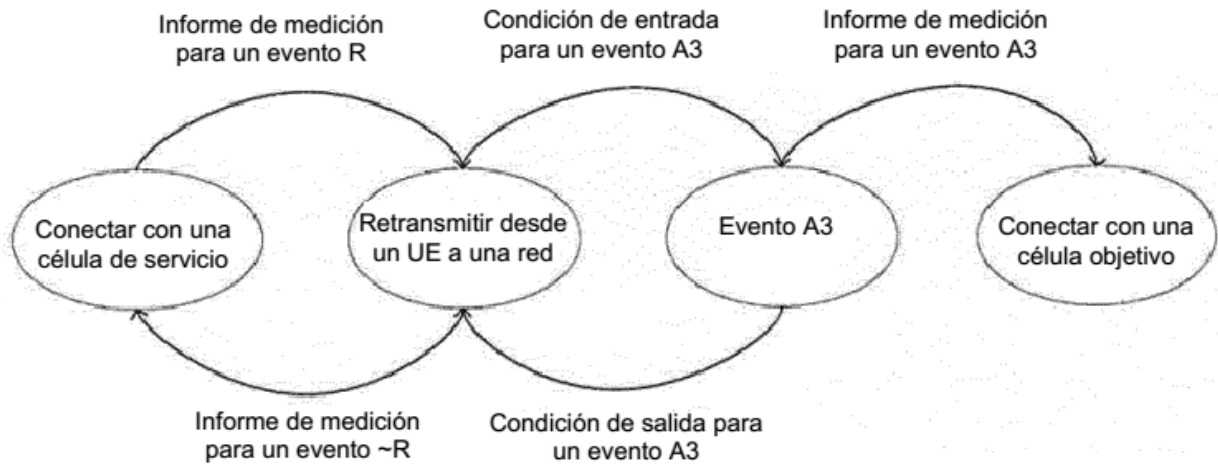 Informe de medición
para un evento R
Condición de entrada
para un evento A3
Informe de medición
para un evento A3
Conectar con una
célula de servicio
Retransmitir desde
un UE a una red
Evento A3
Conectar con una
célula objetivo
Informe de medición
para un evento ~R
Condición de salida para
un evento A3